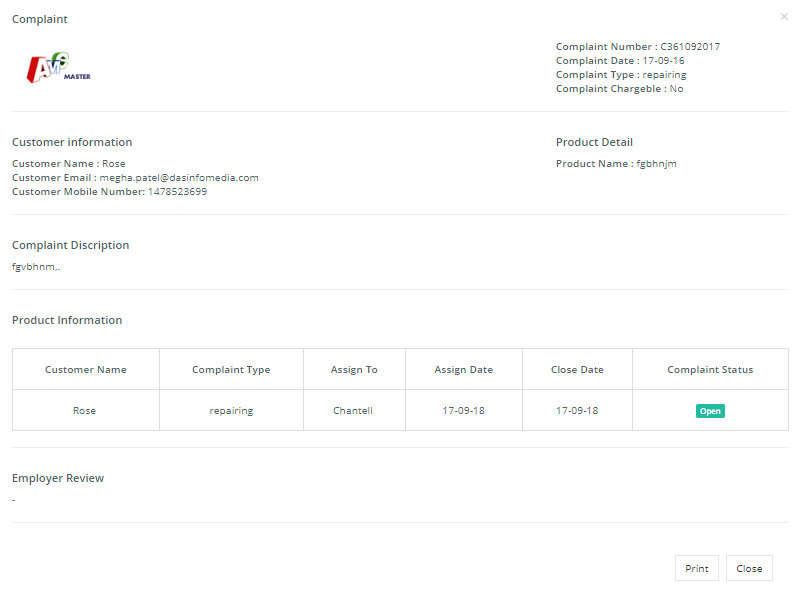 Complaint
×
AMC
MASTER
Complaint Number : C361092017
Complaint Date : 17-09-16
Complaint Type : repairing
Complaint Chargeble : No
Customer information
Customer Name : Rose
Customer Email : megha.patel@dasinfomedia.com
Customer Mobile Number: 1478523699
Product Detail
Product Name : fgbhnjm
Complaint Discription
fgvbhnm,.
Product Information
Customer Name Complaint Type Assign To Assign Date Close Date Complaint Status
Rose repairing Chantell 17-09-18 17-09-18 Open
Employer Review
-
Print Close